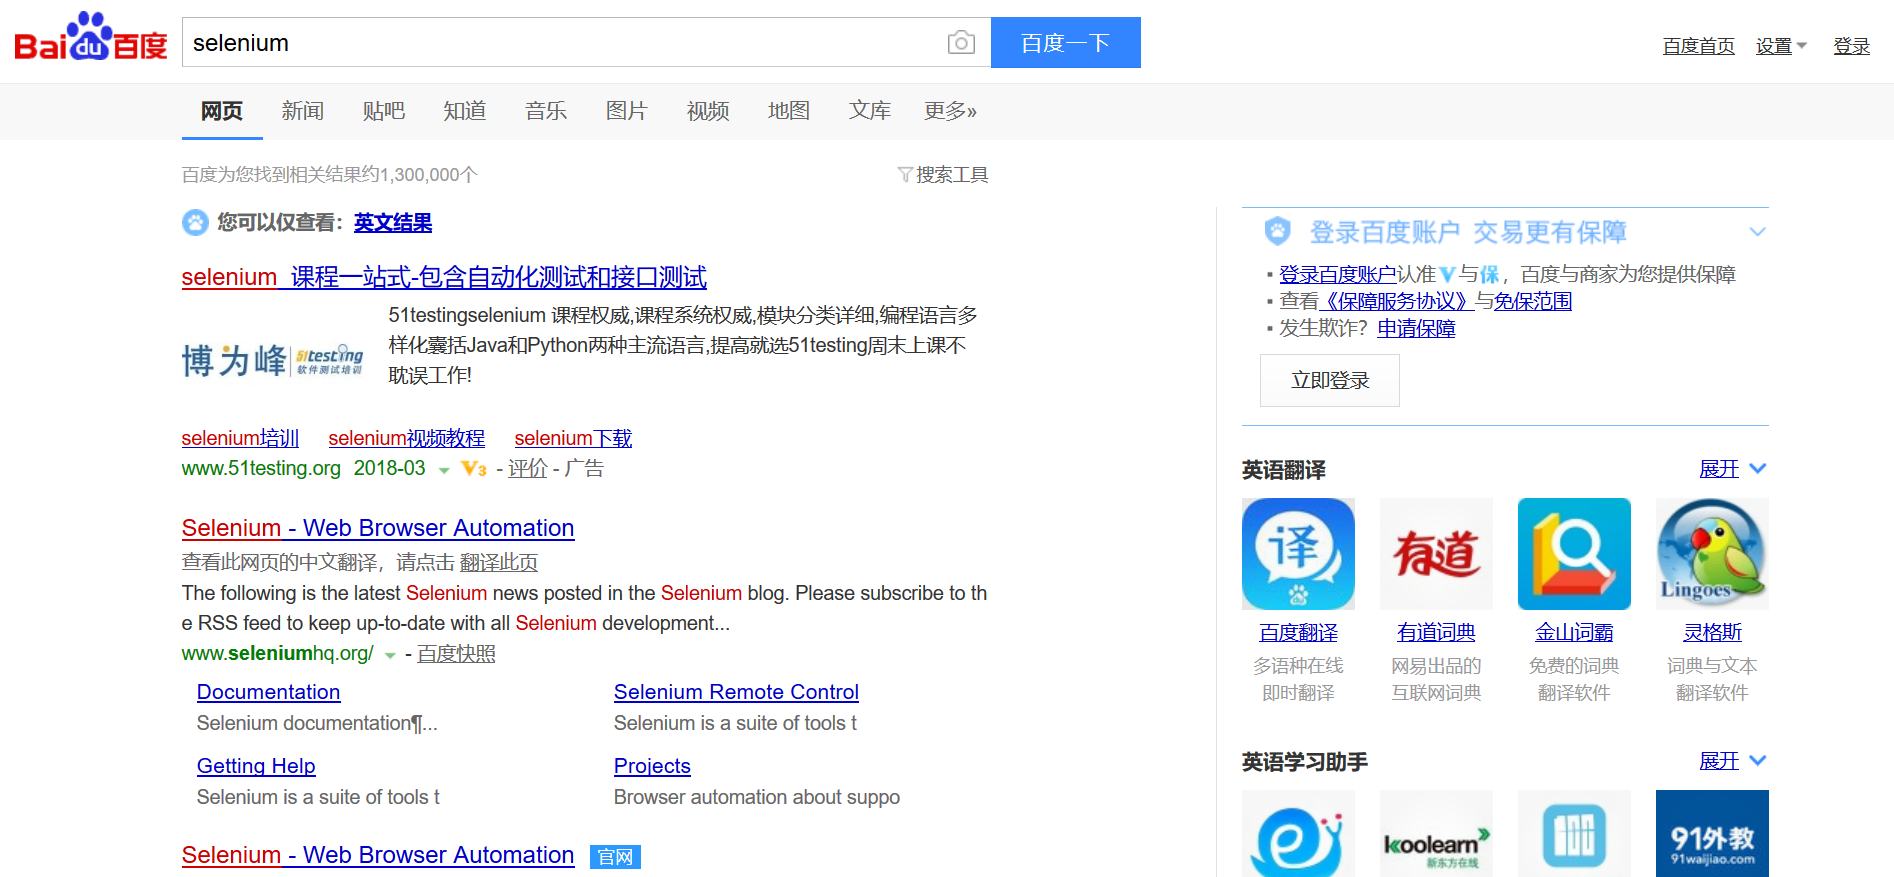 Bai du 百度
selenium
百度一下
百度首页 设置 登录
网页 新闻 贴吧 知道 音乐 图片 视频 地图 文库 更多»
百度为您找到相关结果约1,300,000个
搜索工具
您可以仅查看：英文结果
selenium 课程一站式-包含自动化测试和接口测试
51testingselenium 课程权威,课程系统权威,模块分类详细,编程语言多
样化囊括Java和Python两种主流语言,提高就选51testing周末上课不
耽误工作!
博为峰 51testing
软件测试培训
selenium培训 selenium视频教程 selenium下载
www.51testing.org 2018-03 V3 - 评价 - 广告
Selenium - Web Browser Automation
查看此网页的中文翻译，请点击 翻译此页
The following is the latest Selenium news posted in the Selenium blog. Please subscribe to th
e RSS feed to keep up-to-date with all Selenium development...
www.seleniumhq.org/ - 百度快照
Documentation
Selenium documentation¶...
Selenium Remote Control
Selenium is a suite of tools t
Getting Help
Selenium is a suite of tools t
Projects
Browser automation about suppo
Selenium - Web Browser Automation 官网
登录百度账户 交易更有保障
▪ 登录百度账户认准V与保，百度与商家为您提供保障
▪ 查看《保障服务协议》与免保范围
▪ 发生欺诈？申请保障
立即登录
英语翻译 展开
译
有道
Lingoes
百度翻译 有道词典 金山词霸 灵格斯
多语种在线 网易出品的 免费的词典 词典与文本
即时翻译 互联网词典 翻译软件 翻译软件
英语学习助手 展开
koolearn
新东方在线
91外教
91waijiao.com